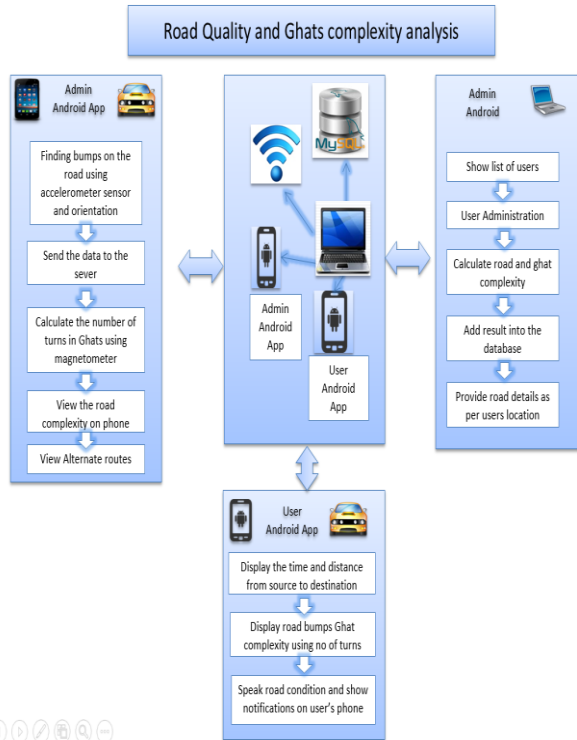 Road Quality and Ghats complexity analysis
Admin
Android App
Finding bumps on the
road using
accelerometer sensor
and orientation
Send the data to the
sever
Calculate the number of
turns in Ghats using
magnetometer
View the road
complexity on phone
View Alternate routes
MySQL
Admin
Android
App
User
Android
App
Admin
Android
Show list of users
User Administration
Calculate road and ghat
complexity
Add result into the
database
Provide road details as
per users location
User
Android App
Display the time and distance
from source to destination
Display road bumps Ghat
complexity using no of turns
Speak road condition and show
notifications on user's phone